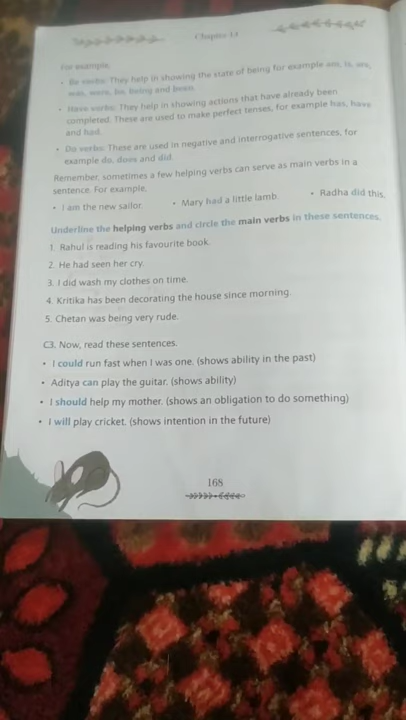 Chapter 14
For example,
• Be verbs: They help in showing the state of being for example am, is, are,
was, were, be, being and been.
• Have verbs: They help in showing actions that have already been
completed. These are used to make perfect tenses, for example has, have
and had.
• Do verbs: These are used in negative and interrogative sentences, for
example do, does and did.
Remember, sometimes a few helping verbs can serve as main verbs in a
sentence. For example,
• I am the new sailor. • Mary had a little lamb. • Radha did this.
Underline the helping verbs and circle the main verbs in these sentences.
1. Rahul is reading his favourite book.
2. He had seen her cry.
3. I did wash my clothes on time.
4. Kritika has been decorating the house since morning.
5. Chetan was being very rude.
C3. Now, read these sentences.
• I could run fast when I was one. (shows ability in the past)
• Aditya can play the guitar. (shows ability)
• I should help my mother. (shows an obligation to do something)
• I will play cricket. (shows intention in the future)
168